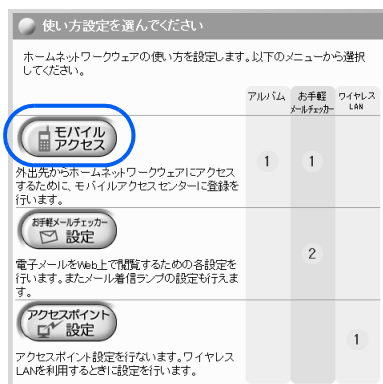 使い方設定を選んでください
ホームネットワークウェアの使い方を設定します。以下のメニューから選択
してください。
アルバム お手軽 ワイヤレス
メールチェッカー LAN
モバイル
アクセス
1 1
外出先からホームネットワークウェアにアクセス
するために、モバイルアクセスセンターに登録を
行います。
お手軽メールチェッカー
設定
2
電子メールをWeb上で閲覧するための各設定を
行います。またメール着信ランプの設定も行えま
す。
アクセスポイント
設定
1
アクセスポイント設定を行ないます。ワイヤレス
LANを利用するときに設定を行います。